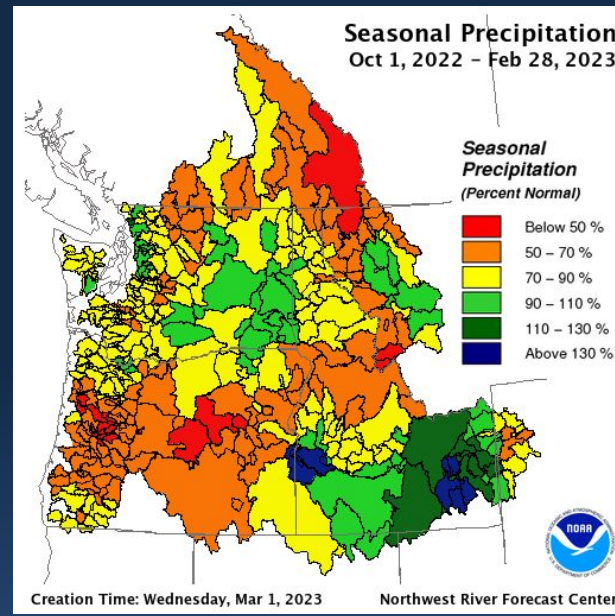 Seasonal Precipitation
Oct 1, 2022 – Feb 28, 2023
Seasonal
Precipitation
(Percent Normal)
Below 50 %
50 – 70 %
70 – 90 %
90 – 110 %
110 – 130 %
Above 130 %
NOAA
Creation Time: Wednesday, Mar 1, 2023
Northwest River Forecast Center